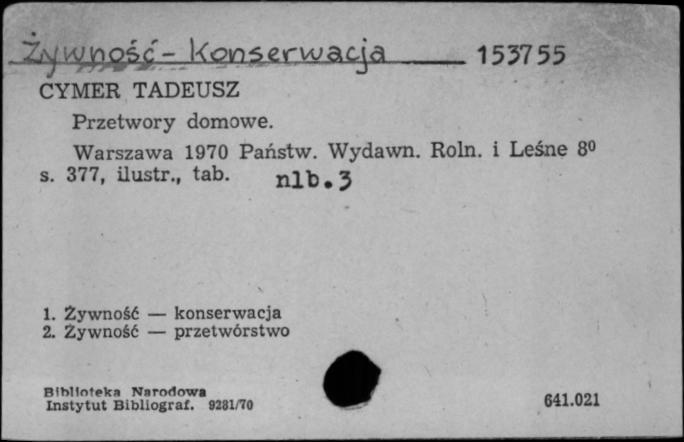 Żywność - Konserwacja 153755
CYMER TADEUSZ
Przetwory domowe.
Warszawa 1970 Państw. Wydawn. Roln. i Leśne 8º
s. 377, ilustr., tab. nlb. 3
1. Żywność — konserwacja
2. Żywność — przetwórstwo
Biblioteka Narodowa
Instytut Bibliograf. 9281/70
641.021